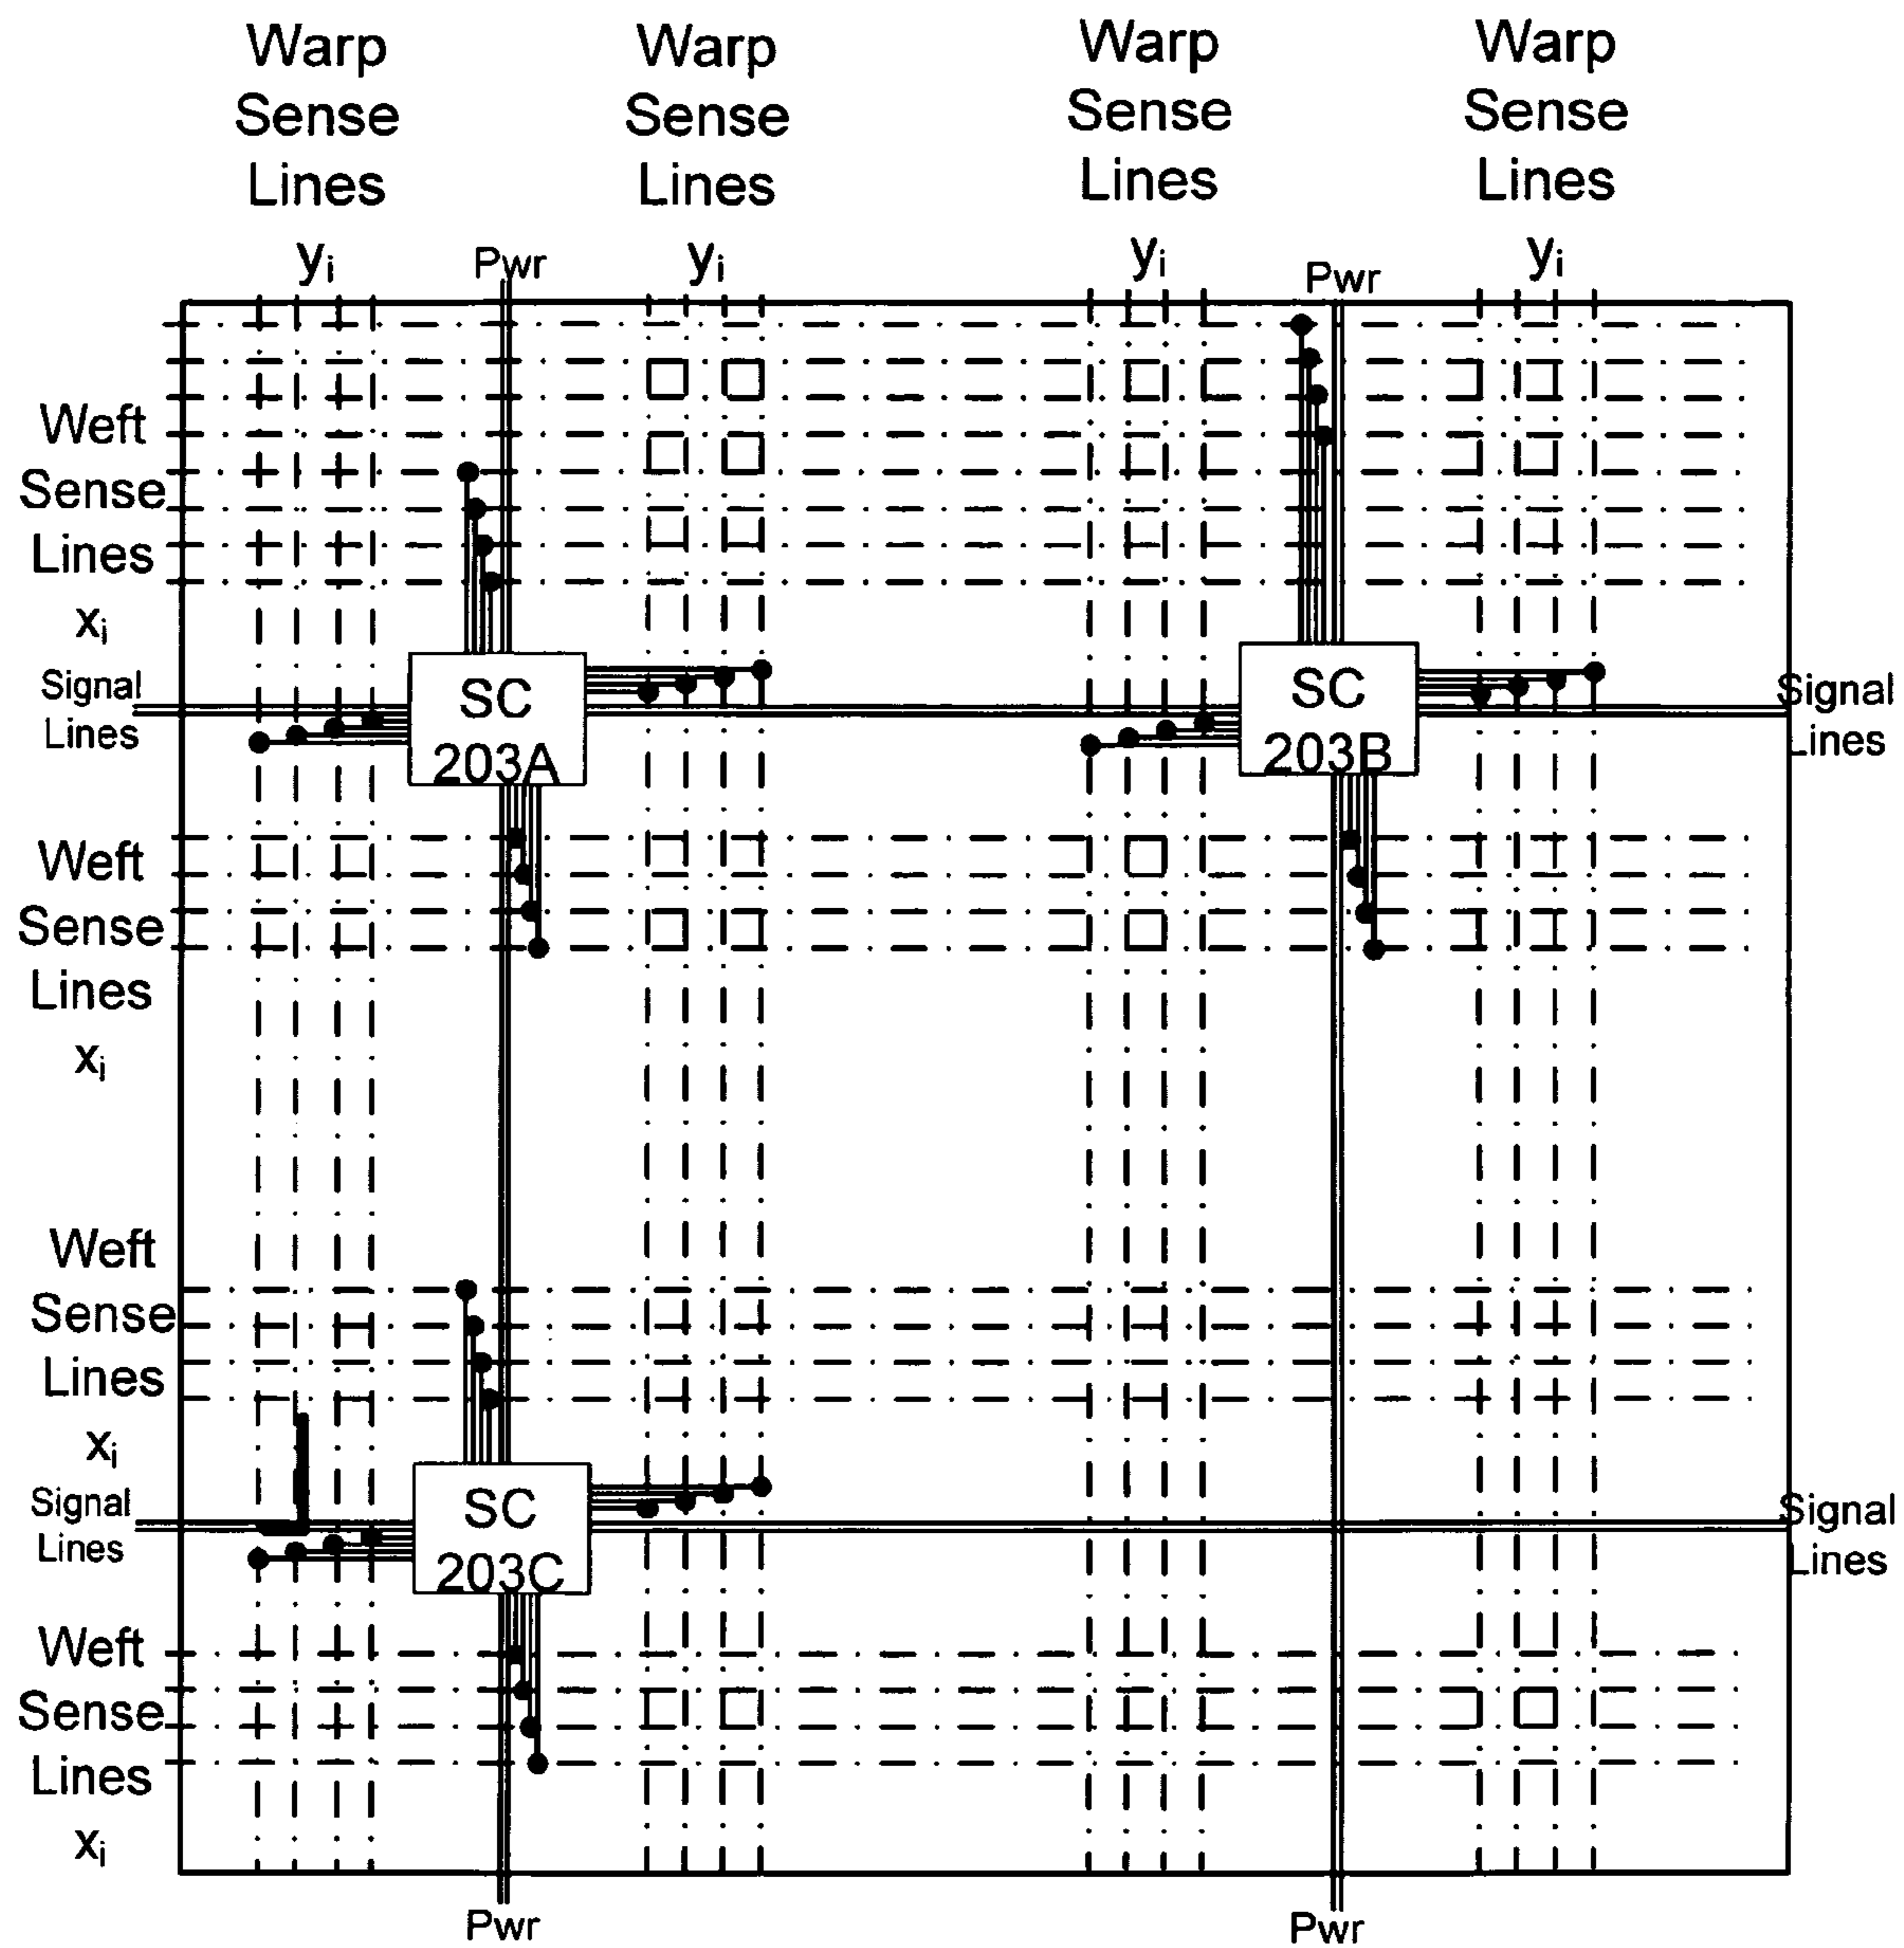 Warp Sense Lines yi
Warp Sense Lines yi
Warp Sense Lines yi
Warp Sense Lines yi
Pwr
Pwr
Weft
Sense
Lines
xi
Signal
Lines
SC
203A
SC
203B
Signal
Lines
Weft
Sense
Lines
xi
Weft
Sense
Lines
xi
Signal
Lines
SC
203C
Signal
Lines
Weft
Sense
Lines
xi
Pwr
Pwr